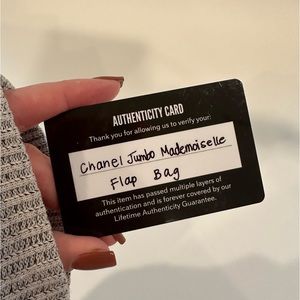 AUTHENTICITY CARD
Thank you for allowing us to verify your:
Chanel Jumbo Mademoiselle
Flap Bag
This item has passed multiple layers of
authentication and is forever covered by our
Lifetime Authenticity Guarantee.